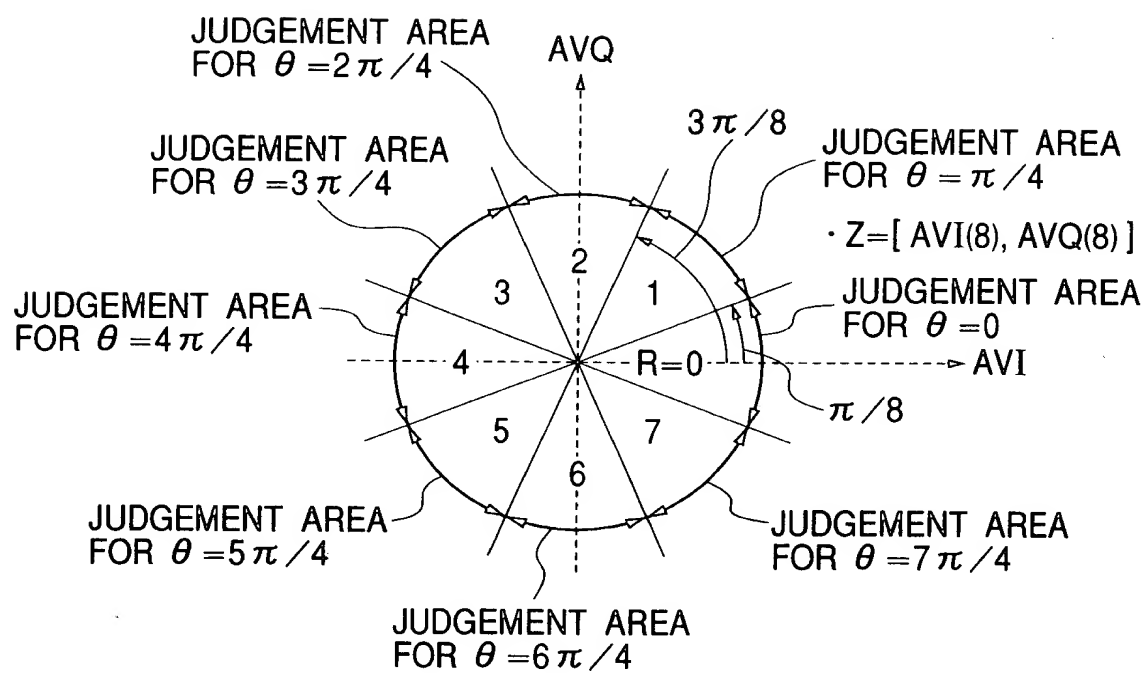 JUDGEMENT AREA
FOR θ =2π/4
AVQ
3π/8
JUDGEMENT AREA
FOR θ =π/4
JUDGEMENT AREA
FOR θ =3π/4
· Z=[ AVI(8), AVQ(8) ]
2
3
1
JUDGEMENT AREA
FOR θ =0
JUDGEMENT AREA
FOR θ =4π/4
4
R=0
AVI
π/8
5
7
6
JUDGEMENT AREA
FOR θ =5π/4
JUDGEMENT AREA
FOR θ =7π/4
JUDGEMENT AREA
FOR θ =6π/4